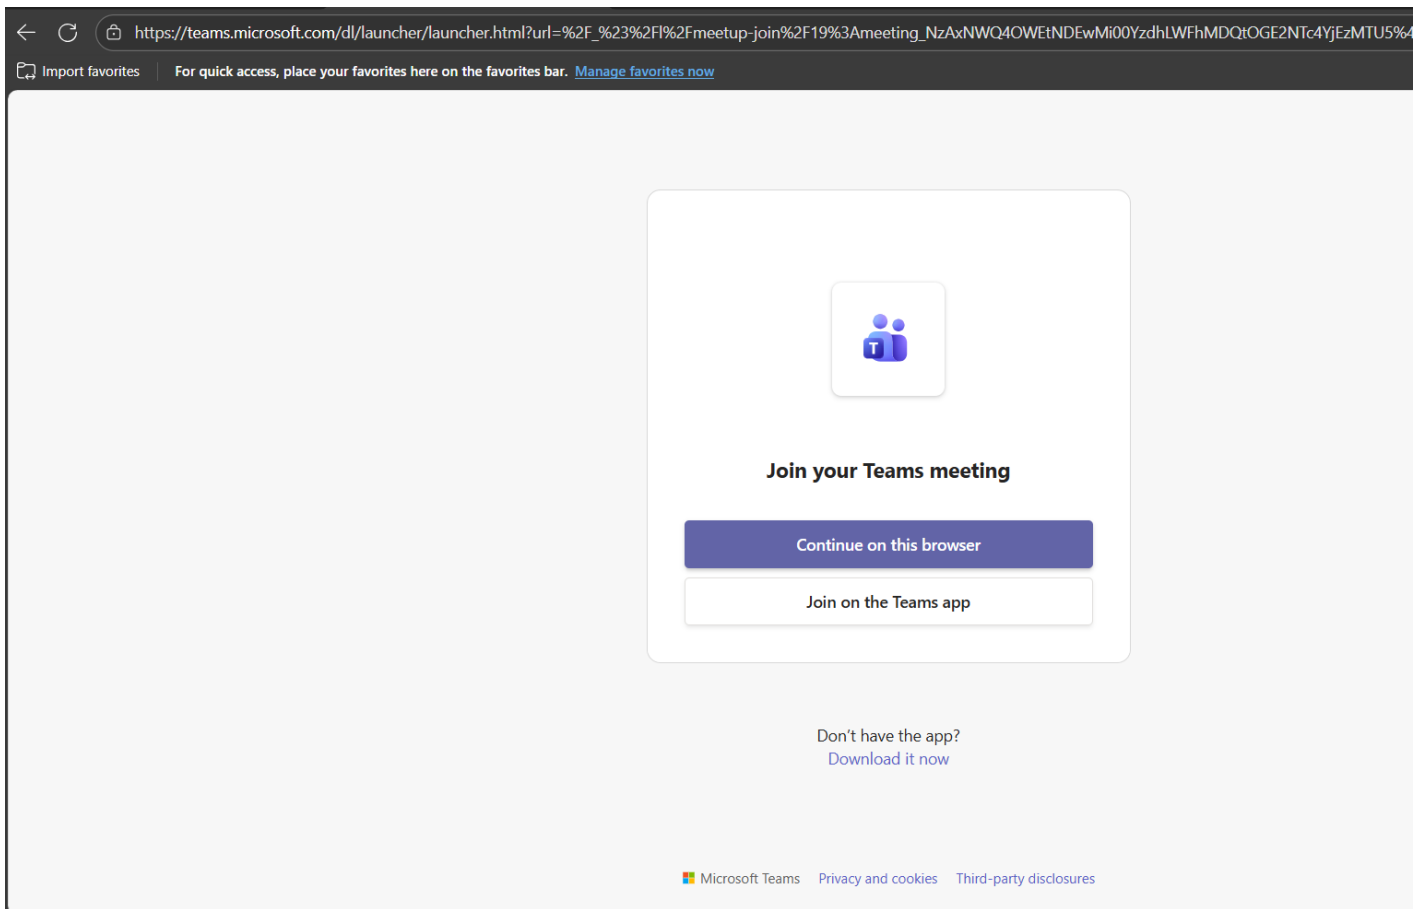 https://teams.microsoft.com/dl/launcher/launcher.html?url=%2F_%23%2Fl%2Fmeetup-join%2F19%3Ameeting_NzAxNWQ4OWEtNDEwMi00YzdhLWFhMDQtOGE2NTc4YjEzMTU5%4
Import favorites For quick access, place your favorites here on the favorites bar. Manage favorites now
T
Join your Teams meeting
Continue on this browser
Join on the Teams app
Don't have the app?
Download it now
Microsoft Teams Privacy and cookies Third-party disclosures